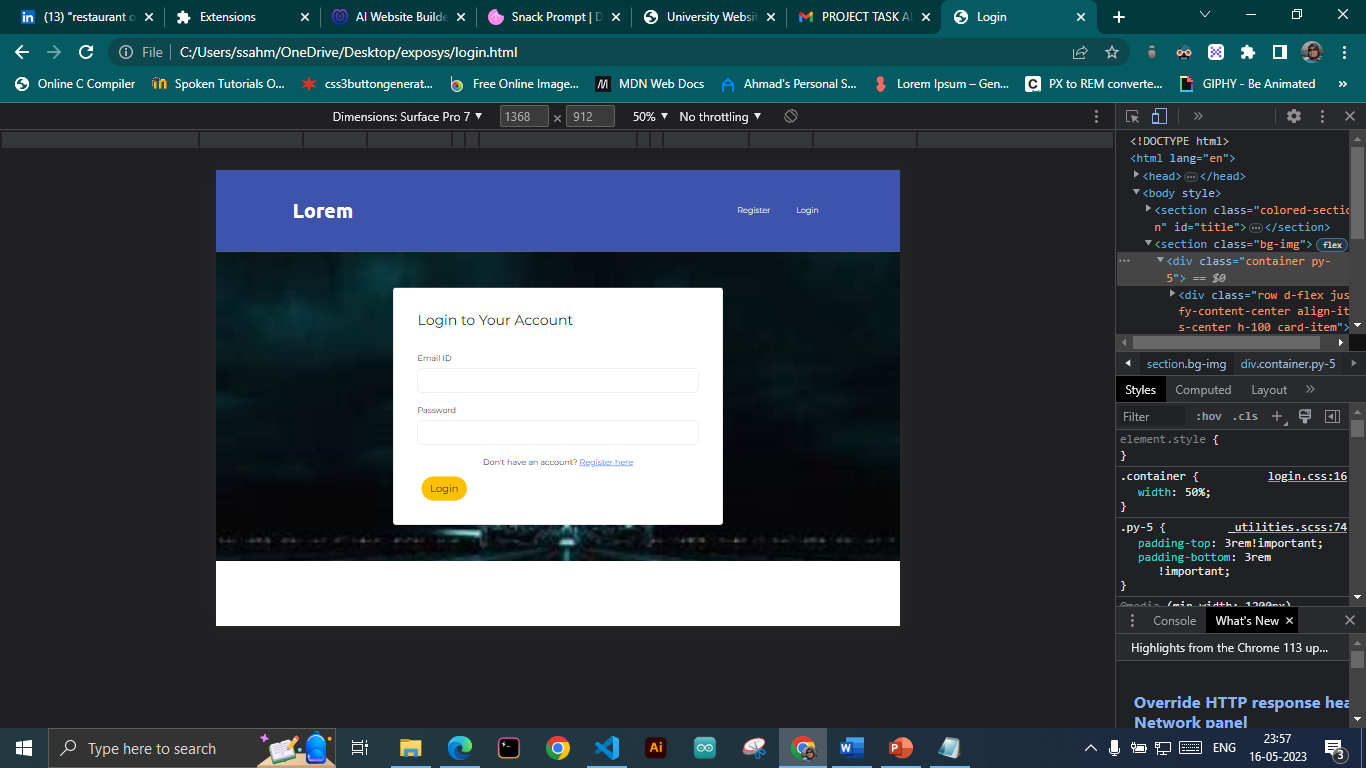 (13) "restaurant o
Extensions
AI Website Builde
Snack Prompt | D
University Websit
PROJECT TASK AL
Login
File
C:/Users/ssahm/OneDrive/Desktop/exposys/login.html
Online C Compiler
Spoken Tutorials O...
css3buttongenerat...
Free Online Image...
MDN Web Docs
Ahmad's Personal S...
Lorem Ipsum – Gen...
PX to REM converte...
GIPHY - Be Animated
»
Dimensions: Surface Pro 7
1368 × 912
50%
No throttling
Lorem
Register
Login
Login to Your Account
Email ID
Password
Don't have an account? Register here
Login
<!DOCTYPE html>
<html lang="en">
<head>…</head>
<body style>
<section class="colored-sectio
n" id="title">…</section>
<section class="bg-img"> flex
<div class="container py-
5"> == $0
<div class="row d-flex jus
fy-content-center align-it
s-center h-100 card-item">
section.bg-img
div.container.py-5
Styles
Computed
Layout
»
Filter
:hov
.cls
element.style {
}
.container {
login.css:16
width: 50%;
}
.py-5 {
_utilities.scss:74
padding-top: 3rem!important;
padding-bottom: 3rem
!important;
}
@media (min-width: 1200px)
Console
What's New
Highlights from the Chrome 113 up...
Override HTTP response hea
Network panel
Type here to search
ENG
23:57
16-05-2023
3